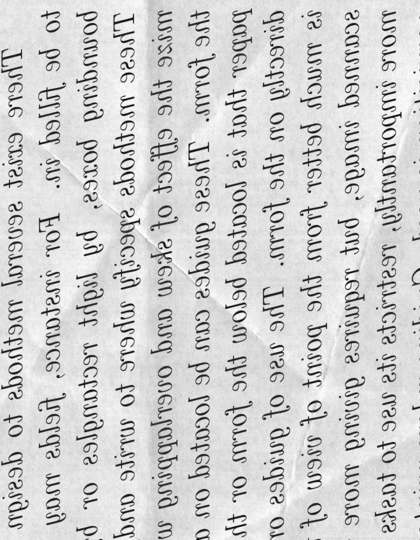 There exist several methods to design
to be filled in. For instance, fields may
bounding boxes, by light rectangles or
These methods specify where to write and
mize the effect of skew and overlapping
the form. These guides can be located on a
paper that is located below the form or
directly on the form. The use of guides
is much better from the point of view of
scanned image, but requires giving more
more importantly, restricts its use to tasks